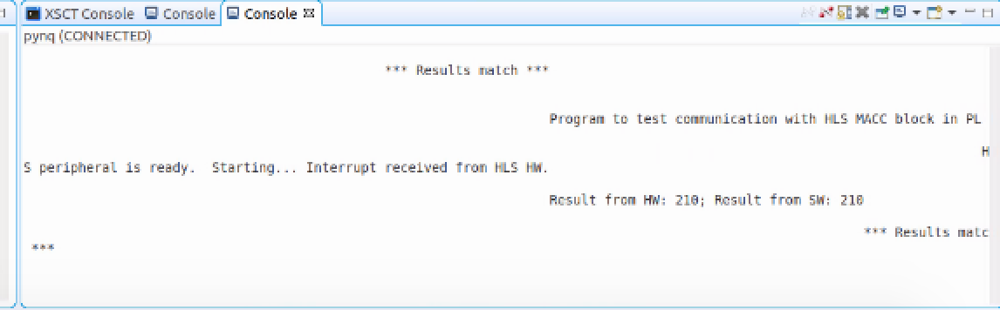 XSCT Console Console Console
pynq (CONNECTED)
*** Results match ***
Program to test communication with HLS MACC block in PL
H
S peripheral is ready. Starting... Interrupt received from HLS HW.
Result from HW: 210; Result from SW: 210
*** Results matc
***